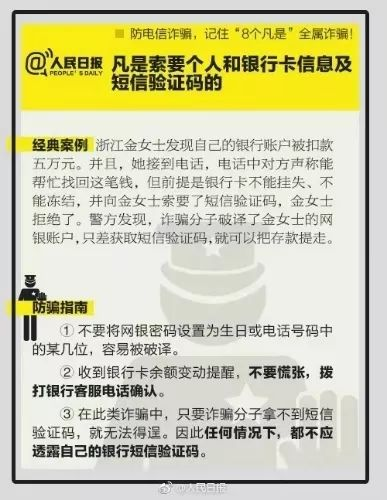 防电信诈骗，记住“8个凡是”全属诈骗！
@人民日报
PEOPLE'S DAILY
凡是索要个人和银行卡信息及
短信验证码的
经典案例 浙江金女士发现自己的银行账户被扣款
五万元。并且，她接到电话，电话中对方声称能
帮忙找回这笔钱，但前提是银行卡不能挂失、不
能冻结，并向金女士索要了短信验证码，金女士
拒绝了。警方发现，诈骗分子破译了金女士的网
银账户，只差获取短信验证码，就可以把存款提走。
防骗指南
① 不要将网银密码设置为生日或电话号码中
的某几位，容易被破译。
② 收到银行卡余额变动提醒，不要慌张，拨
打银行客服电话确认。
③ 在此类诈骗中，只要诈骗分子拿不到短信
验证码，就无法得逞。因此任何情况下，都不应
透露自己的银行短信验证码。
@人民日报